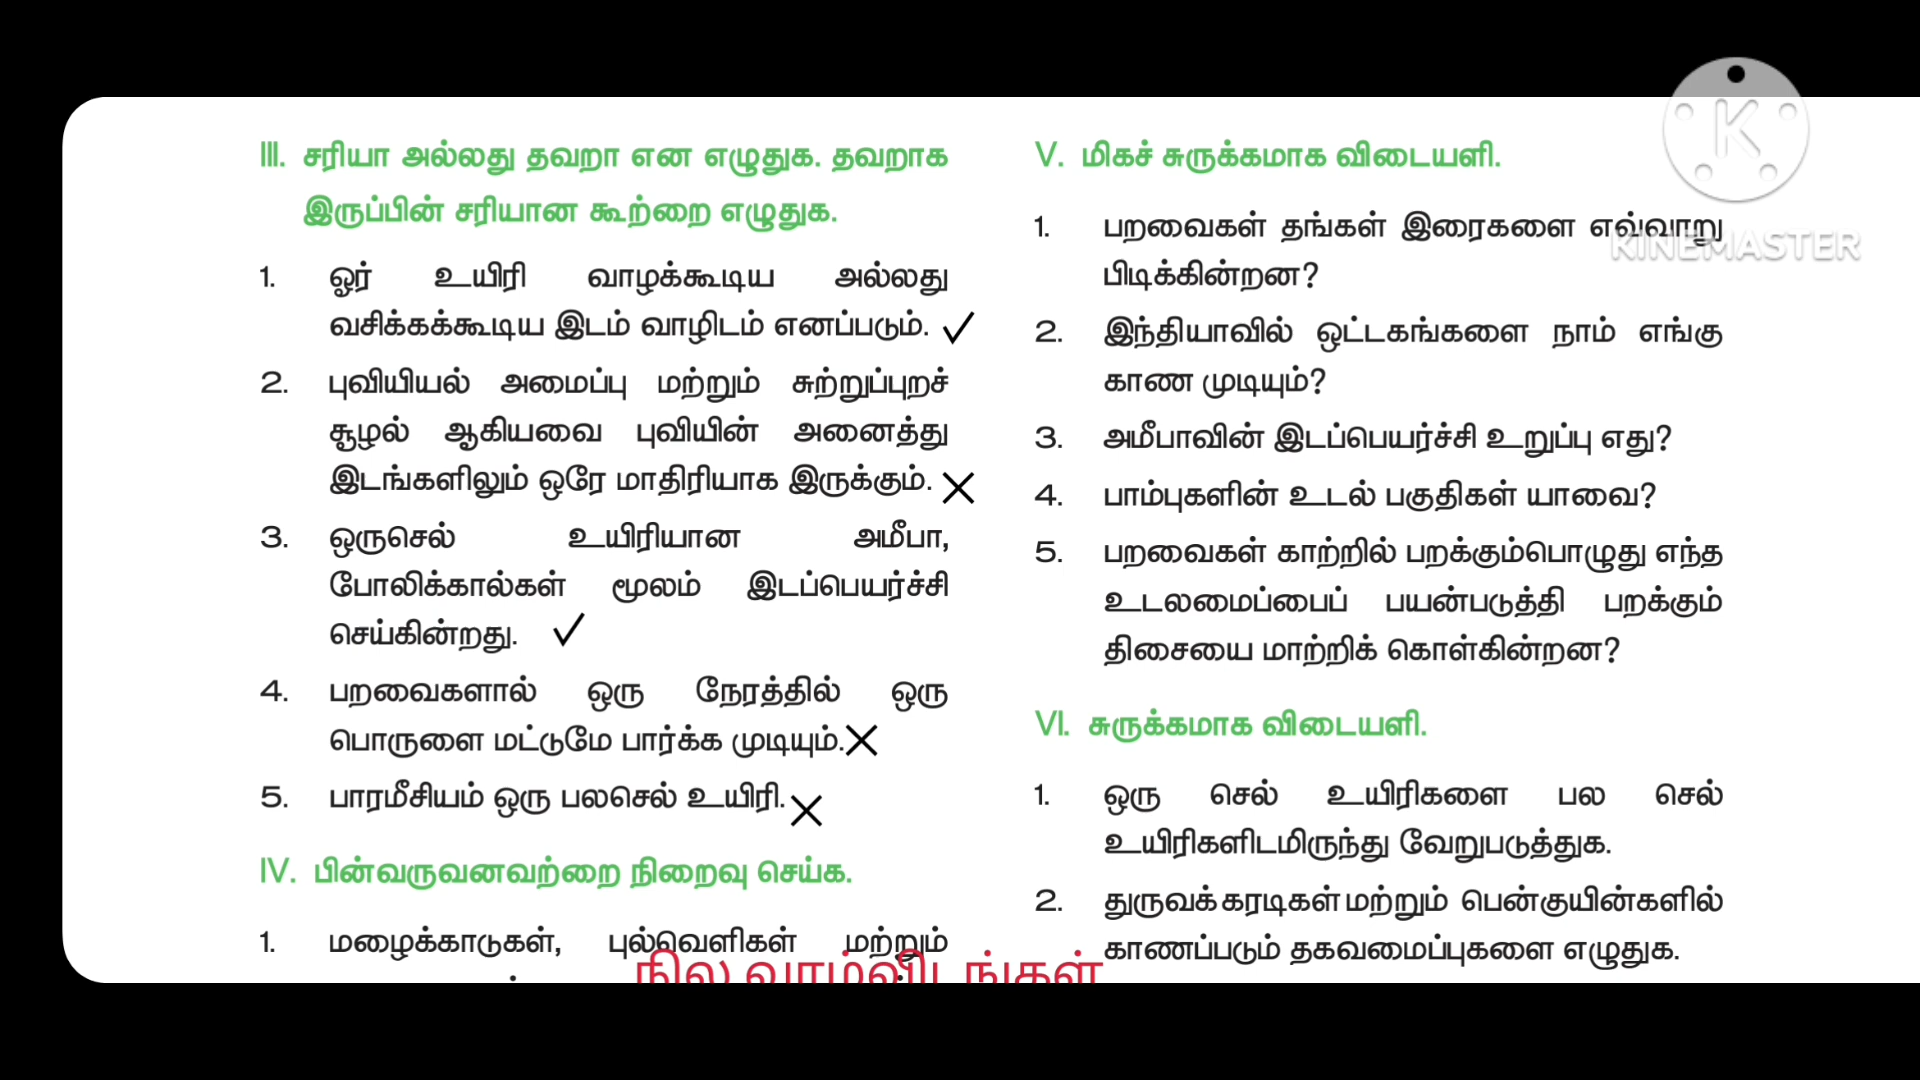 III. சரியா அல்லது தவறா என எழுதுக. தவறாக
இருப்பின் சரியான கூற்றை எழுதுக.
1. ஓர் உயிரி வாழக்கூடிய அல்லது
வசிக்கக்கூடிய இடம் வாழிடம் எனப்படும். ✓
2. புவியியல் அமைப்பு மற்றும் சுற்றுப்புறச்
சூழல் ஆகியவை புவியின் அனைத்து
இடங்களிலும் ஒரே மாதிரியாக இருக்கும். ✕
3. ஒருசெல் உயிரியான அமீபா,
போலிக்கால்கள் மூலம் இடப்பெயர்ச்சி
செய்கின்றது. ✓
4. பறவைகளால் ஒரு நேரத்தில் ஒரு
பொருளை மட்டுமே பார்க்க முடியும். ✕
5. பாரமீசியம் ஒரு பலசெல் உயிரி. ✕
IV. பின்வருவனவற்றை நிறைவு செய்க.
1. மழைக்காடுகள், புல்வெளிகள் மற்றும்
நில வாழ்விடங்கள்
V. மிகச் சுருக்கமாக விடையளி.
1. பறவைகள் தங்கள் இரைகளை எவ்வாறு
பிடிக்கின்றன?
2. இந்தியாவில் ஒட்டகங்களை நாம் எங்கு
காண முடியும்?
3. அமீபாவின் இடப்பெயர்ச்சி உறுப்பு எது?
4. பாம்புகளின் உடல் பகுதிகள் யாவை?
5. பறவைகள் காற்றில் பறக்கும்பொழுது எந்த
உடலமைப்பைப் பயன்படுத்தி பறக்கும்
திசையை மாற்றிக் கொள்கின்றன?
VI. சுருக்கமாக விடையளி.
1. ஒரு செல் உயிரிகளை பல செல்
உயிரிகளிடமிருந்து வேறுபடுத்துக.
2. துருவக்கரடிகள் மற்றும் பென்குயின்களில்
காணப்படும் தகவமைப்புகளை எழுதுக.
K
KINEMASTER